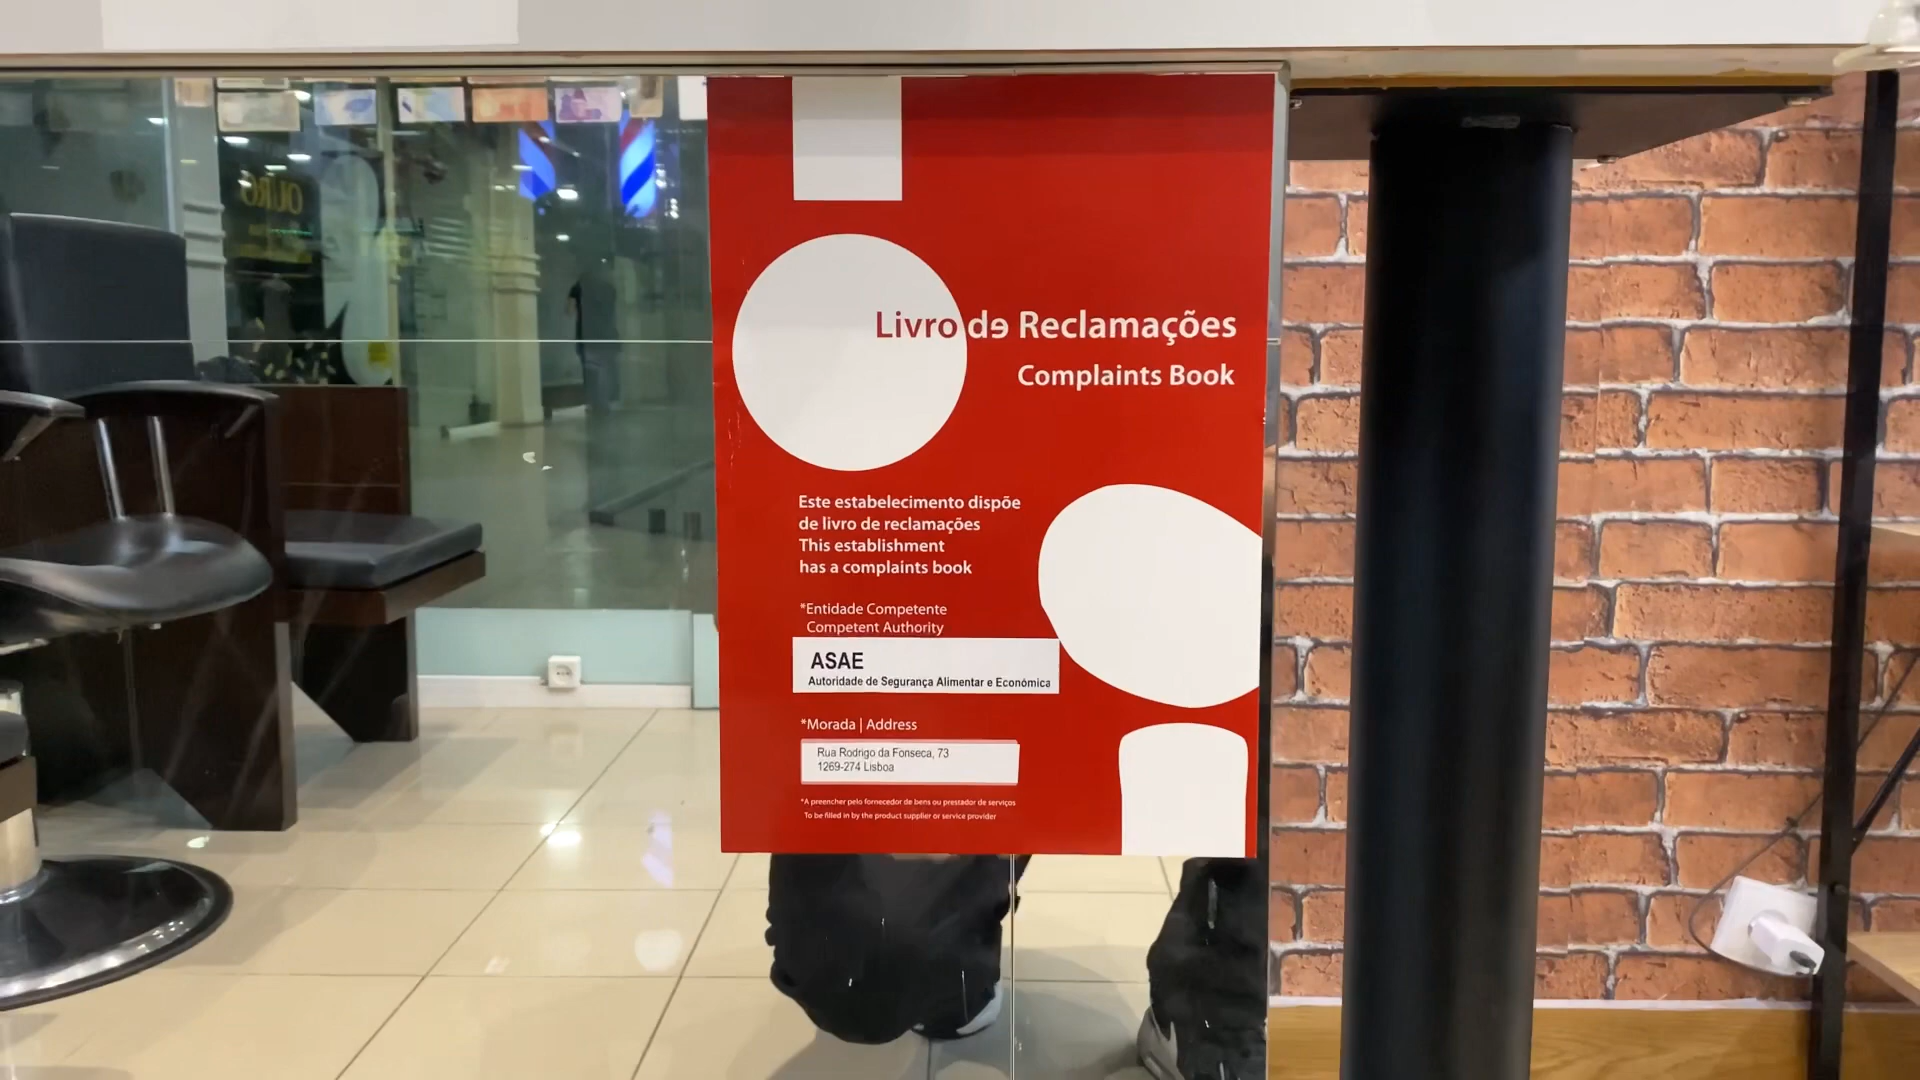 Livro de Reclamações
Complaints Book
Este estabelecimento dispõe
de livro de reclamações
This establishment
has a complaints book
*Entidade Competente
Competent Authority
ASAE
Autoridade de Segurança Alimentar e Económica
*Morada | Address
Rua Rodrigo da Fonseca, 73
1269-274 Lisboa
*A preencher pelo fornecedor de bens ou prestador de serviços
To be filled in by the product supplier or service provider
OURO